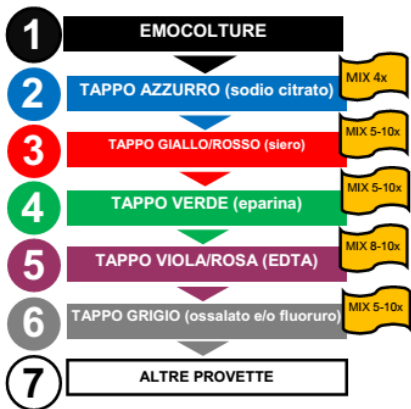 1
EMOCOLTURE
2
TAPPO AZZURRO (sodio citrato)
MIX 4x
3
TAPPO GIALLO/ROSSO (siero)
MIX 5-10x
4
TAPPO VERDE (eparina)
MIX 5-10x
5
TAPPO VIOLA/ROSA (EDTA)
MIX 8-10x
6
TAPPO GRIGIO (ossalato e/o fluoruro)
MIX 5-10x
7
ALTRE PROVETTE